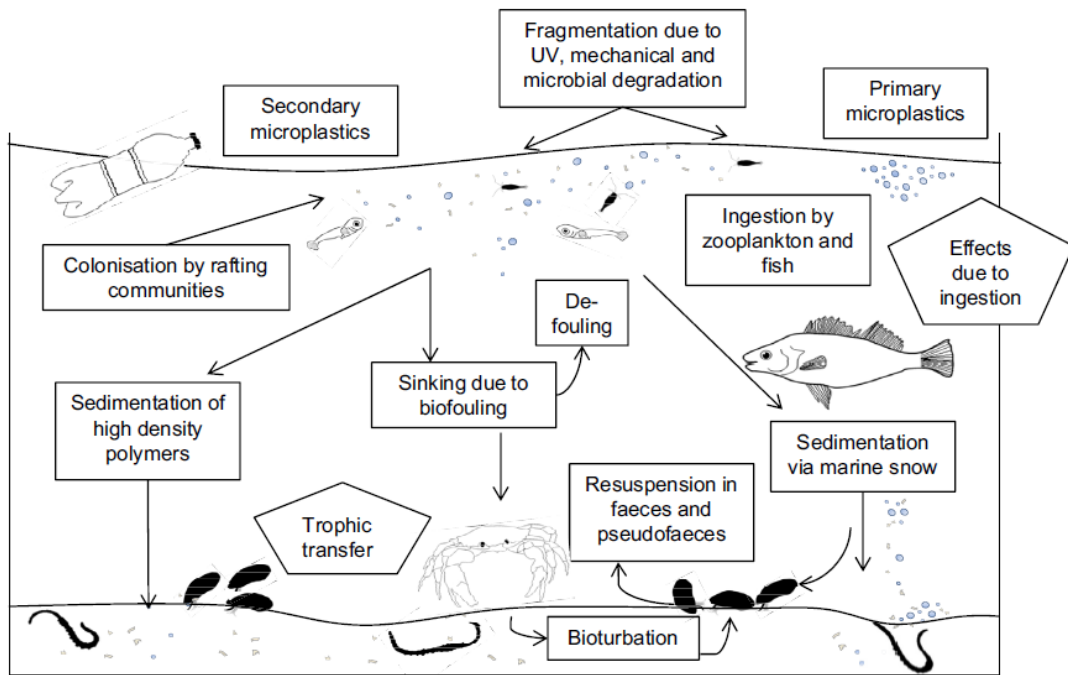 Fragmentation due to
UV, mechanical and
microbial degradation
Secondary
microplastics
Primary
microplastics
Colonisation by rafting
communities
Ingestion by
zooplankton and
fish
Effects
due to
ingestion
De-
fouling
Sedimentation of
high density
polymers
Sinking due to
biofouling
Sedimentation
via marine snow
Trophic
transfer
Resuspension in
faeces and
pseudofaeces
Bioturbation